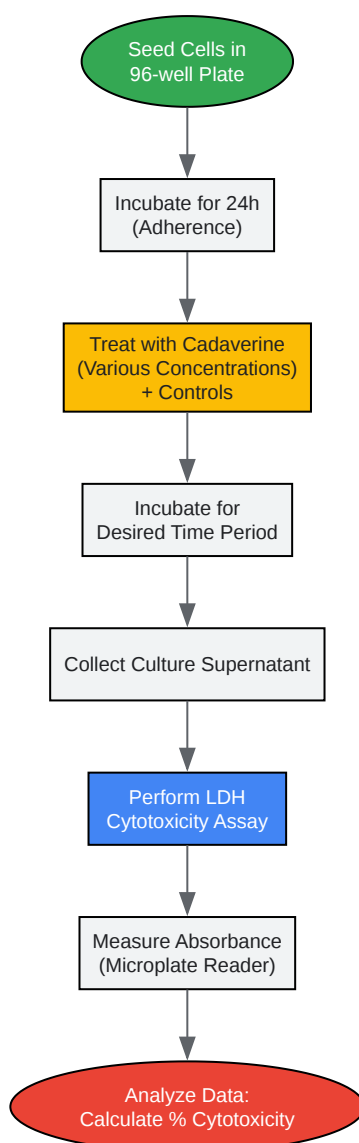 Seed Cells in
96-well Plate
Incubate for 24h
(Adherence)
Treat with Cadaverine
(Various Concentrations)
+ Controls
Incubate for
Desired Time Period
Collect Culture Supernatant
Perform LDH
Cytotoxicity Assay
Measure Absorbance
(Microplate Reader)
Analyze Data:
Calculate % Cytotoxicity